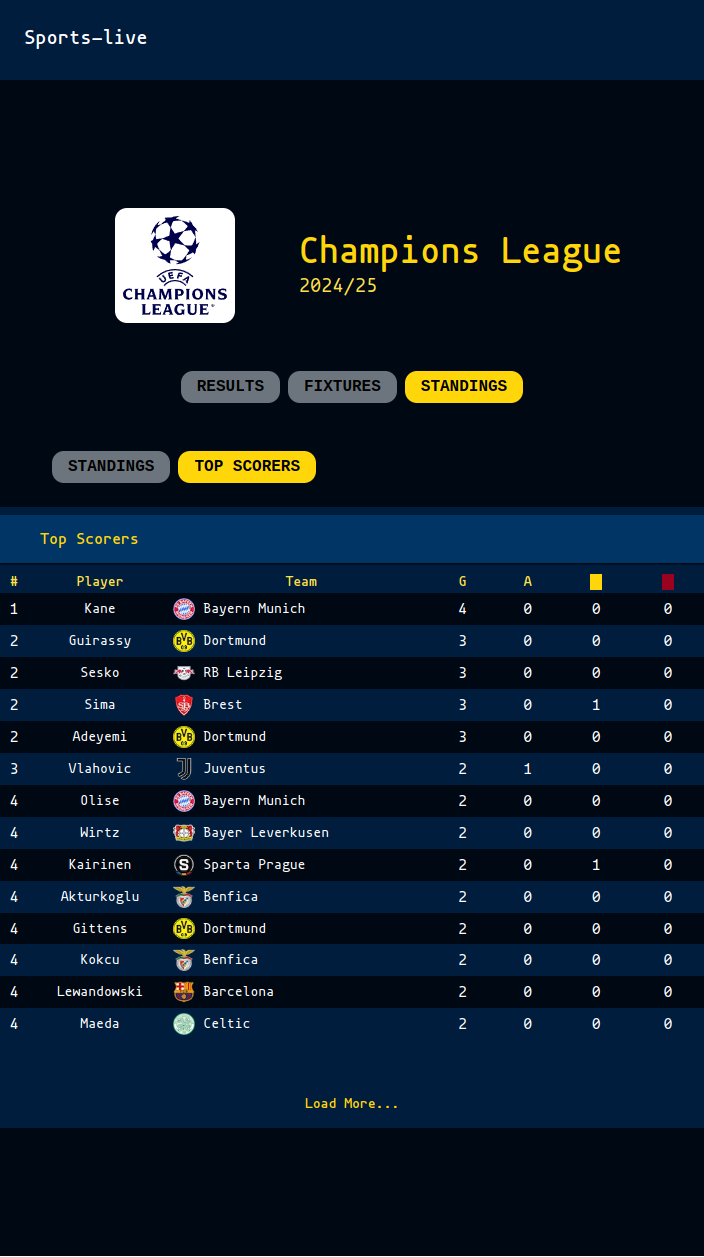 Sports-live
UEFA
CHAMPIONS
LEAGUE
Champions League
2024/25
RESULTS FIXTURES STANDINGS
STANDINGS TOP SCORERS
Top Scorers
# Player Team G A
1 Kane Bayern Munich 4 0 0 0
2 Guirassy BVB 09 Dortmund 3 0 0 0
2 Sesko RB Leipzig 3 0 0 0
2 Sima Brest 3 0 1 0
2 Adeyemi BVB 09 Dortmund 3 0 0 0
3 Vlahovic Juventus 2 1 0 0
4 Olise Bayern Munich 2 0 0 0
4 Wirtz Bayer Leverkusen 2 0 0 0
4 Kairinen S Sparta Prague 2 0 1 0
4 Akturkoglu Benfica 2 0 0 0
4 Gittens BVB 09 Dortmund 2 0 0 0
4 Kokcu Benfica 2 0 0 0
4 Lewandowski Barcelona 2 0 0 0
4 Maeda Celtic 2 0 0 0
Load More...